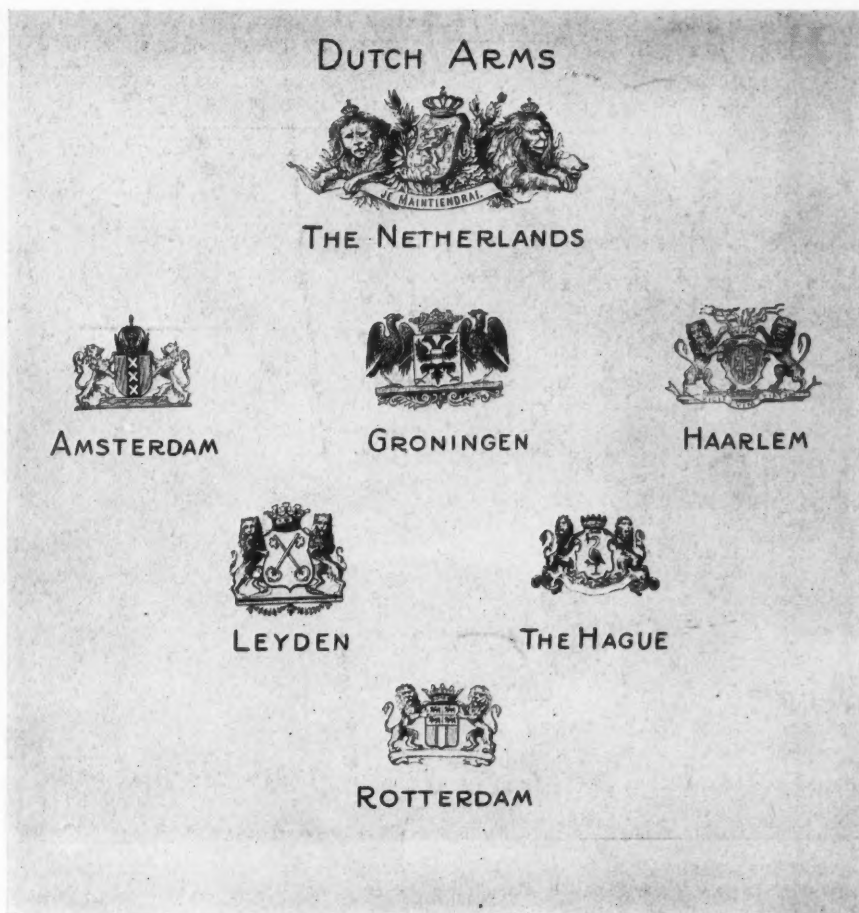 DUTCH ARMS
JE MAINTIENDRAI.
THE NETHERLANDS
AMSTERDAM
GRONINGEN
HAARLEM
LEYDEN
THE HAGUE
ROTTERDAM